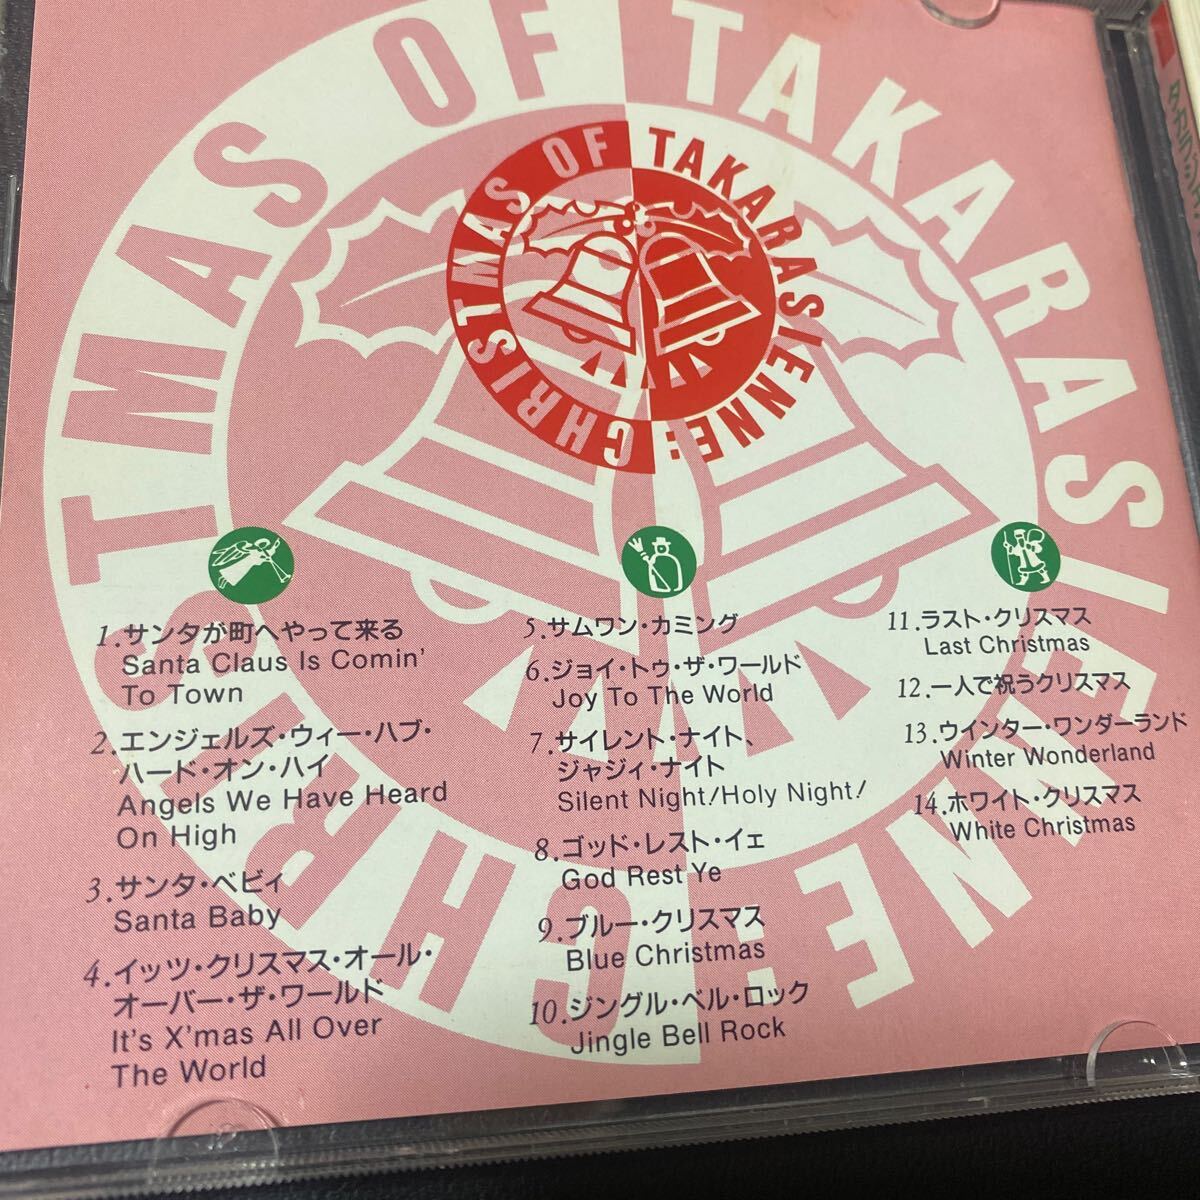 CHRISTMAS OF TAKARASIENNE:
CHRISTMAS OF TAKARASIENNE:
1.サンタが町へやって来る
Santa Claus Is Comin'
To Town
2.エンジェルズ・ウィー・ハブ・
ハード・オン・ハイ
Angels We Have Heard
On High
3.サンタ・ベビィ
Santa Baby
4.イッツ・クリスマス・オール・
オーバー・ザ・ワールド
It's X'mas All Over
The World
5.サムワン・カミング
6.ジョイ・トゥ・ザ・ワールド
Joy To The World
7.サイレント・ナイト、
ジャジィ・ナイト
Silent Night!Holy Night!
8.ゴッド・レスト・イェ
God Rest Ye
9.ブルー・クリスマス
Blue Christmas
10.ジングル・ベル・ロック
Jingle Bell Rock
11.ラスト・クリスマス
Last Christmas
12.一人で祝うクリスマス
13.ウインター・ワンダーランド
Winter Wonderland
14.ホワイト・クリスマス
White Christmas